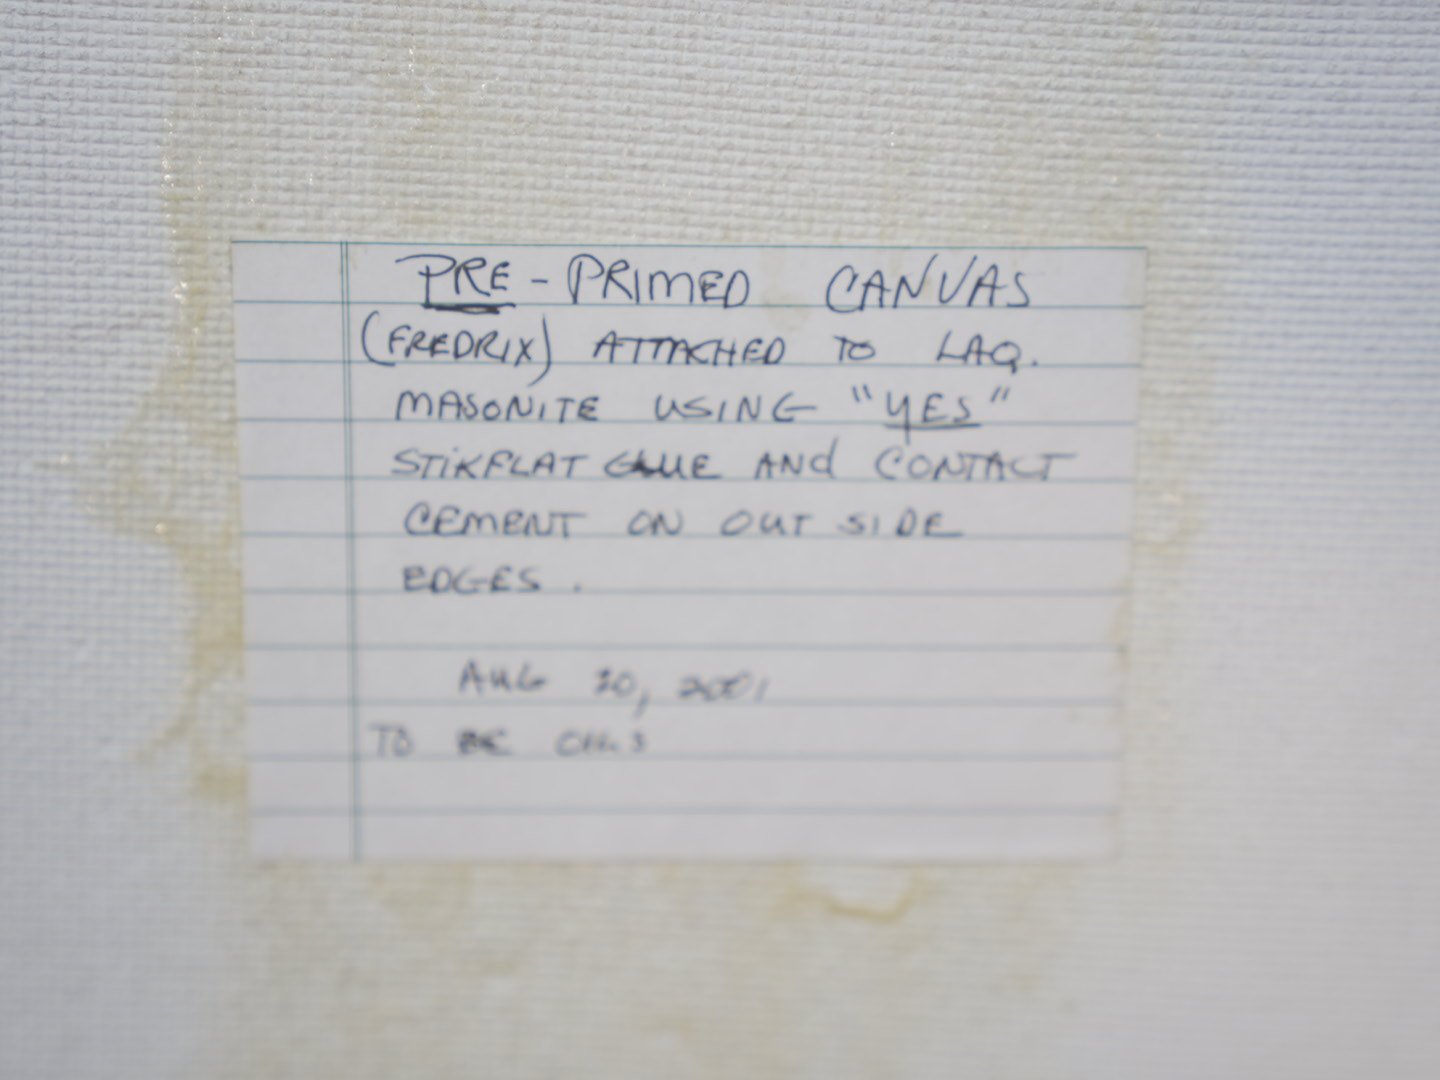 PRE - PRIMED CANVAS
(FREDRIX) ATTACHED TO LAQ.
MASONITE USING "YES"
STIKFLAT GLUE AND CONTACT
CEMENT ON OUT SIDE
EDGES.
AUG 20, 2001
TO BE